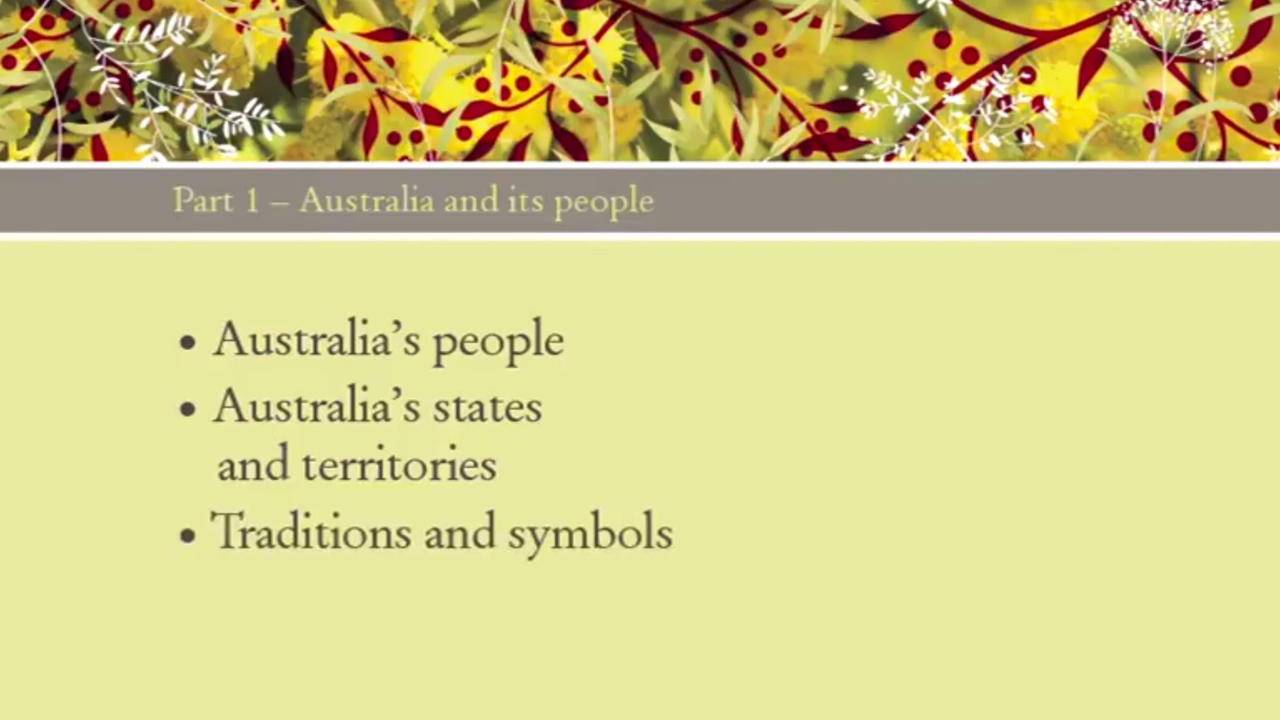 Part 1 – Australia and its people
• Australia’s people
• Australia’s states
and territories
• Traditions and symbols